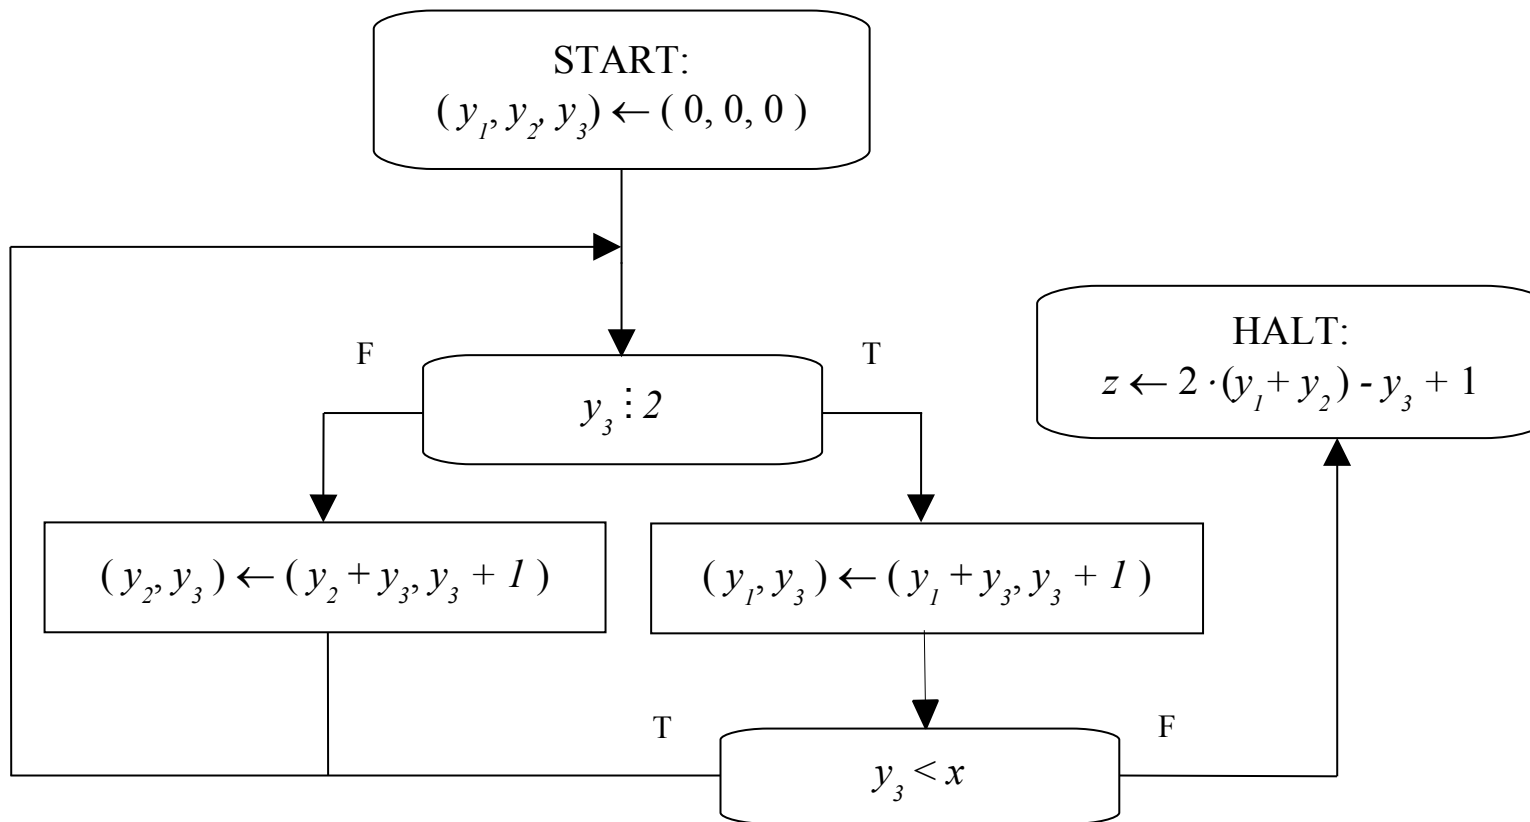 START:
( y₁, y₂, y₃ ) ← ( 0, 0, 0 )
HALT:
z ← 2 ·(y₁ + y₂) - y₃ + 1
F
T
y₃ ⋮ 2
( y₂, y₃ ) ← ( y₂ + y₃, y₃ + 1 )
( y₁, y₃ ) ← ( y₁ + y₃, y₃ + 1 )
T
F
y₃ < x